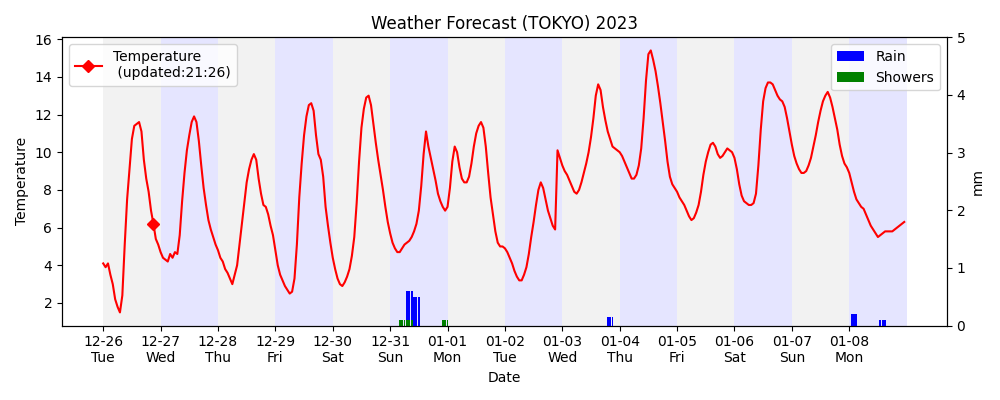 Weather Forecast (TOKYO) 2023
Temperature
(updated:21:26)
Rain
Showers
Temperature
16
14
12
10
8
6
4
2
5
4
3
2
1
0
mm
12-26 12-27 12-28 12-29 12-30 12-31 01-01 01-02 01-03 01-04 01-05 01-06 01-07 01-08
Tue Wed Thu Fri Sat Sun Mon Tue Wed Thu Fri Sat Sun Mon
Date